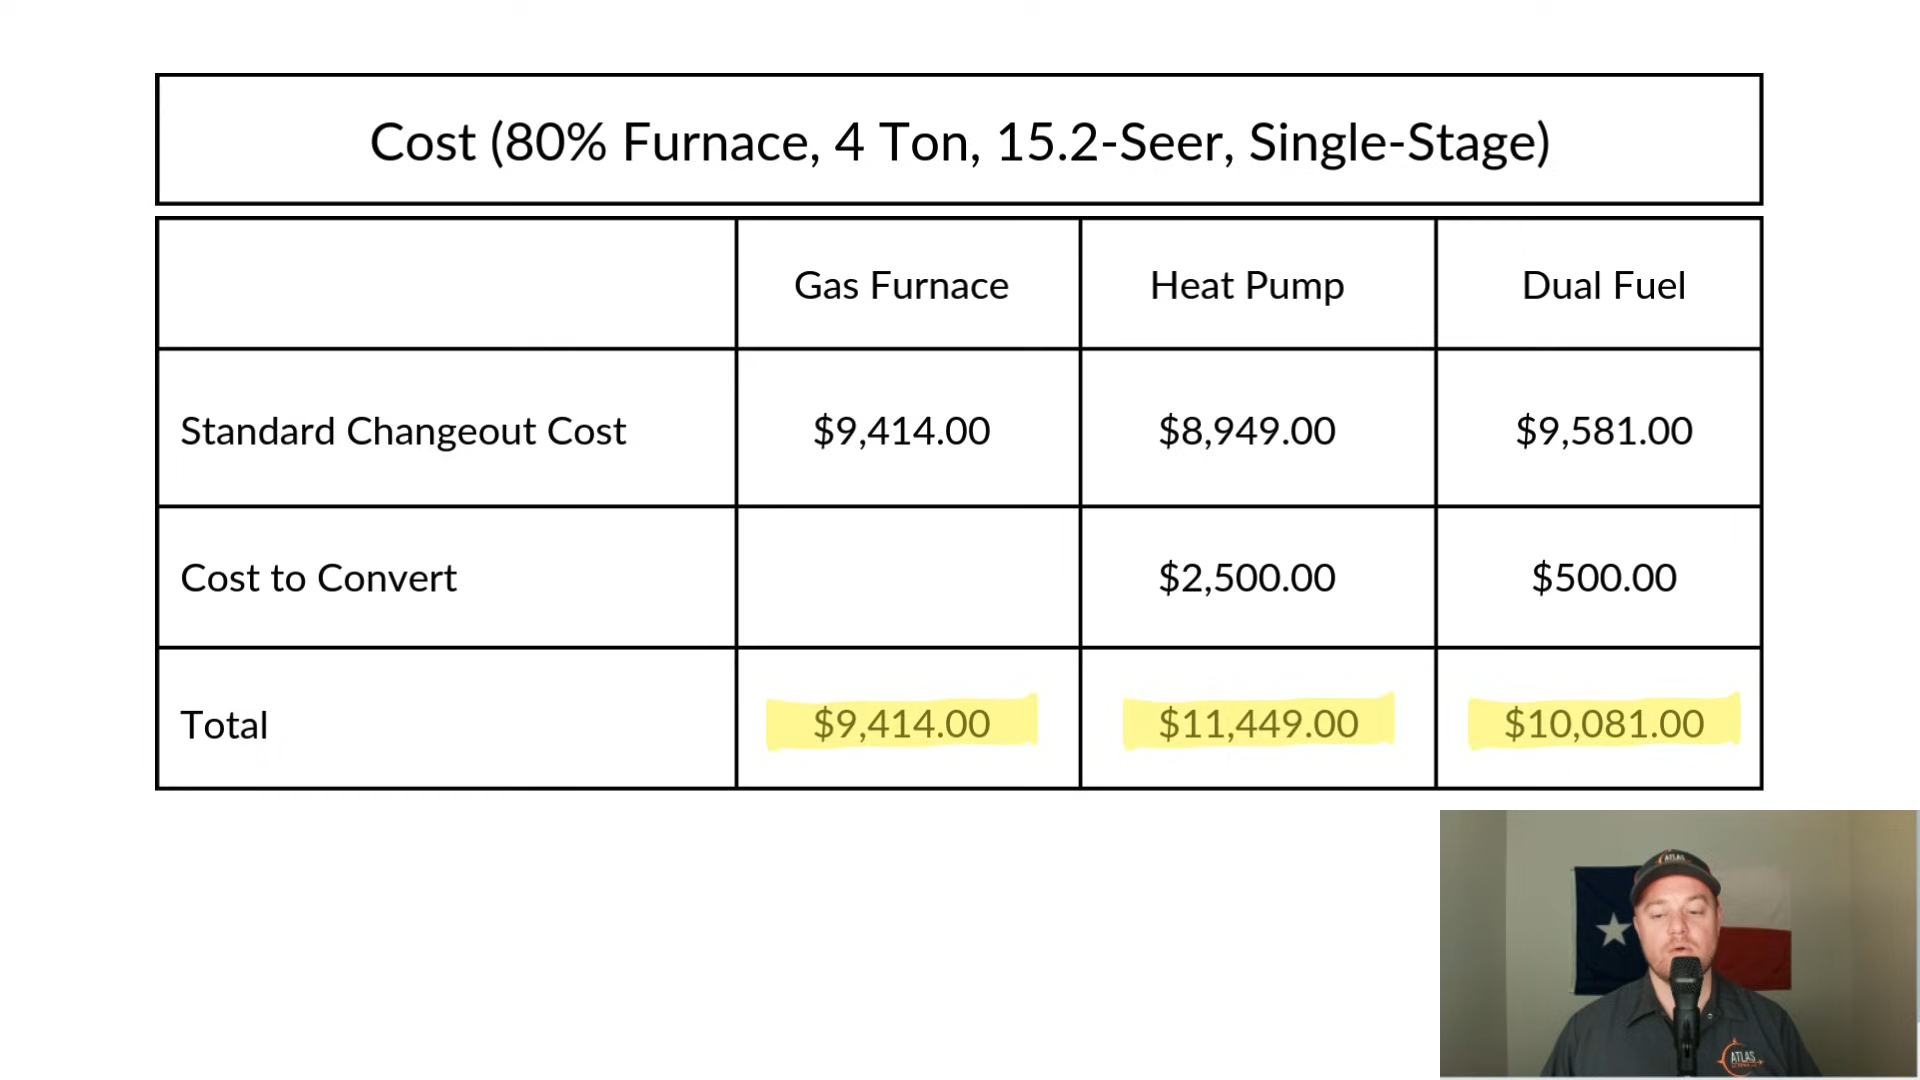 Cost (80% Furnace, 4 Ton, 15.2-Seer, Single-Stage)
Gas Furnace Heat Pump Dual Fuel
Standard Changeout Cost $9,414.00 $8,949.00 $9,581.00
Cost to Convert $2,500.00 $500.00
Total $9,414.00 $11,449.00 $10,081.00
ATLAS
ATLAS